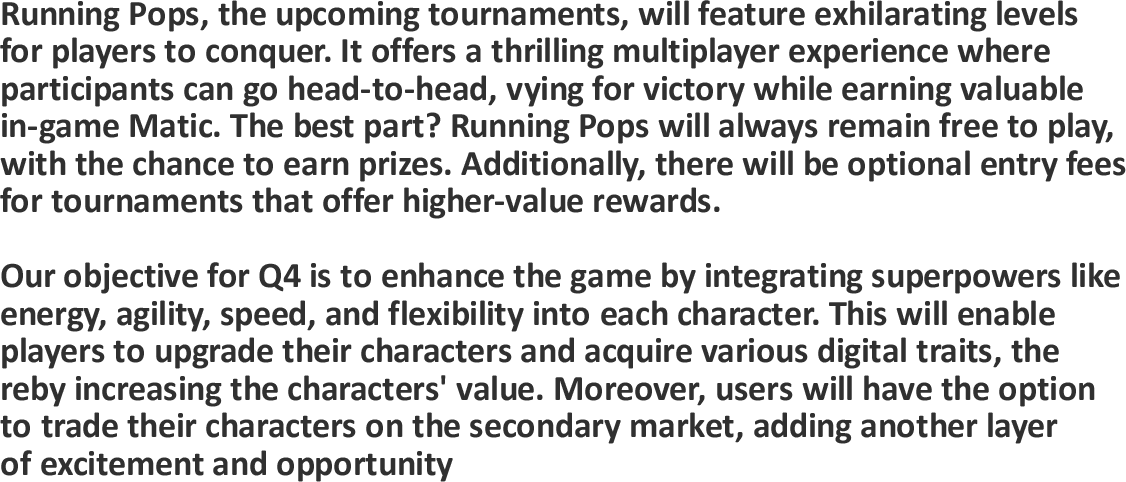 Running Pops, the upcoming tournaments, will feature exhilarating levels
for players to conquer. It offers a thrilling multiplayer experience where
participants can go head-to-head, vying for victory while earning valuable
in-game Matic. The best part? Running Pops will always remain free to play,
with the chance to earn prizes. Additionally, there will be optional entry fees
for tournaments that offer higher-value rewards.

Our objective for Q4 is to enhance the game by integrating superpowers like
energy, agility, speed, and flexibility into each character. This will enable
players to upgrade their characters and acquire various digital traits, the
reby increasing the characters' value. Moreover, users will have the option
to trade their characters on the secondary market, adding another layer
of excitement and opportunity